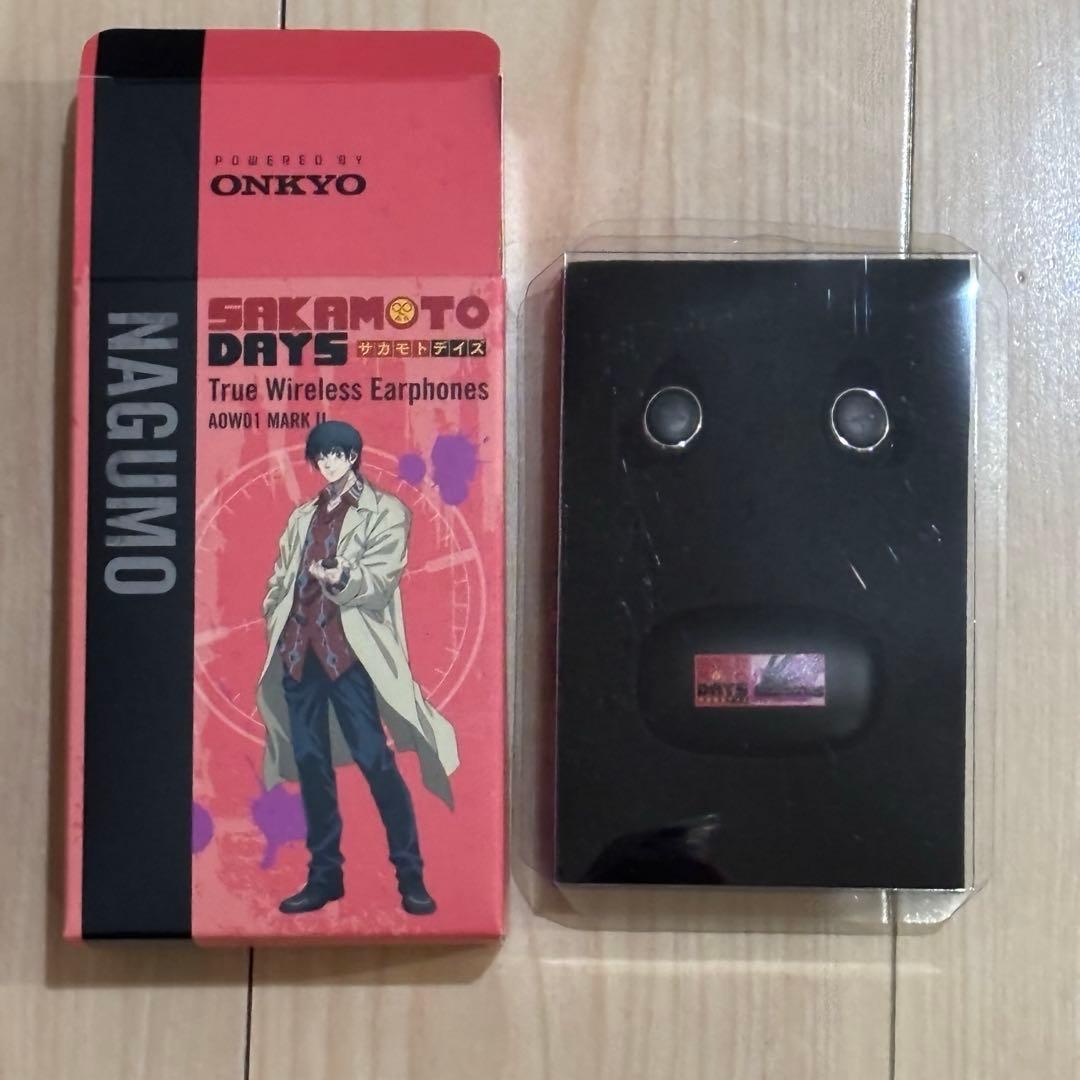 POWERED BY
ONKYO
SAKAMOTO
DAYS サカモトデイズ
True Wireless Earphones
AOW01 MARK II
NAGUMO
DAYS